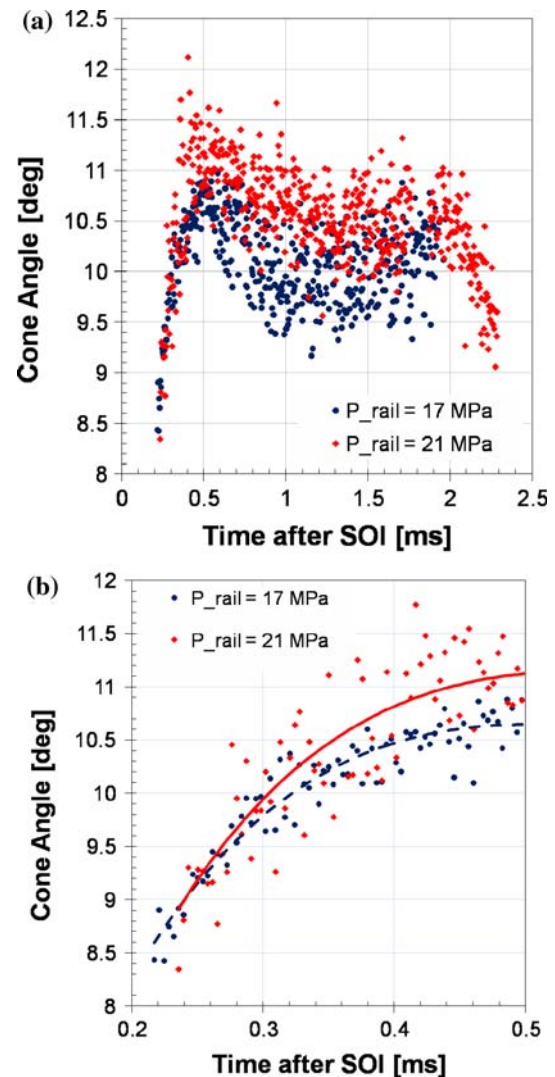 (a)
12.5
12
11.5
11
10.5
10
9.5
9
8.5
8
Cone Angle [deg]
P_rail = 17 MPa
P_rail = 21 MPa
0 0.5 1 1.5 2 2.5
Time after SOI [ms]
(b)
12
11.5
11
10.5
10
9.5
9
8.5
8
Cone Angle [deg]
P_rail = 17 MPa
P_rail = 21 MPa
0.2 0.3 0.4 0.5
Time after SOI [ms]